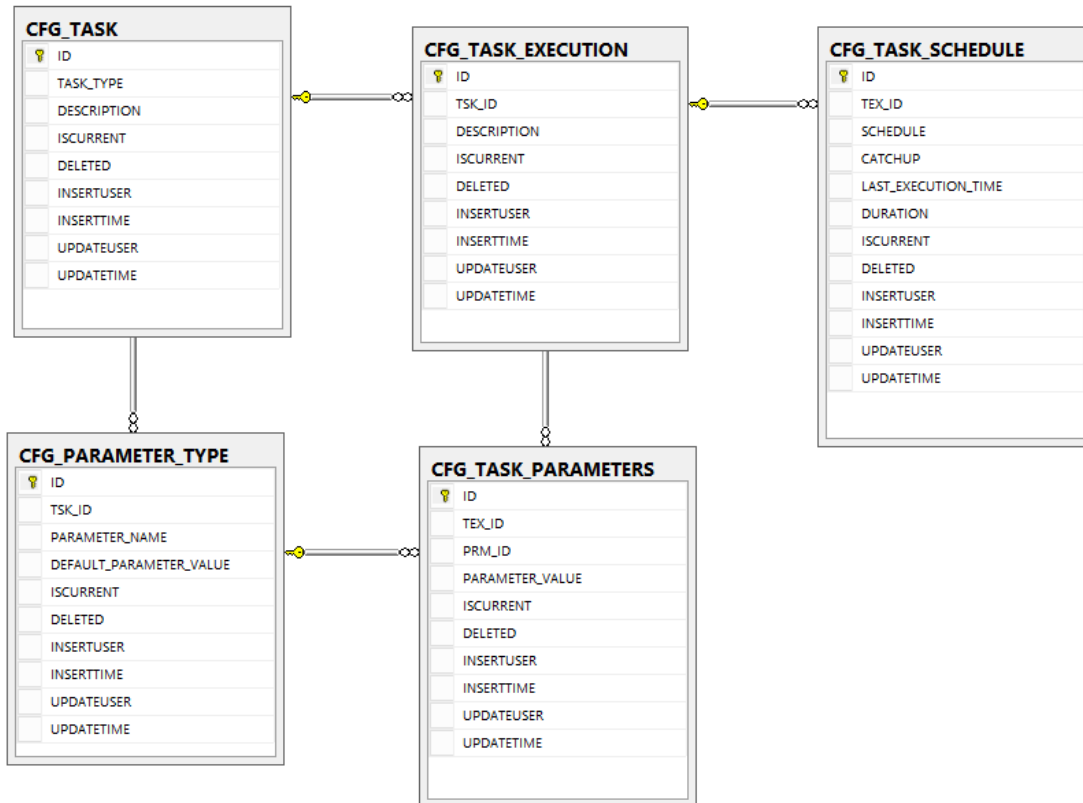 CFG_TASK
ID
TASK_TYPE
DESCRIPTION
ISCURRENT
DELETED
INSERTUSER
INSERTTIME
UPDATEUSER
UPDATETIME
CFG_TASK_EXECUTION
ID
TSK_ID
DESCRIPTION
ISCURRENT
DELETED
INSERTUSER
INSERTTIME
UPDATEUSER
UPDATETIME
CFG_TASK_SCHEDULE
ID
TEX_ID
SCHEDULE
CATCHUP
LAST_EXECUTION_TIME
DURATION
ISCURRENT
DELETED
INSERTUSER
INSERTTIME
UPDATEUSER
UPDATETIME
CFG_PARAMETER_TYPE
ID
TSK_ID
PARAMETER_NAME
DEFAULT_PARAMETER_VALUE
ISCURRENT
DELETED
INSERTUSER
INSERTTIME
UPDATEUSER
UPDATETIME
CFG_TASK_PARAMETERS
ID
TEX_ID
PRM_ID
PARAMETER_VALUE
ISCURRENT
DELETED
INSERTUSER
INSERTTIME
UPDATEUSER
UPDATETIME